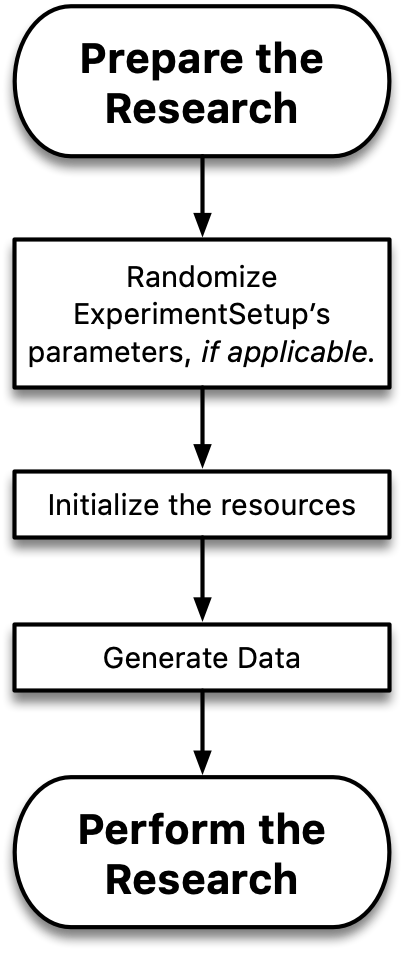 Prepare the
Research
Randomize
ExperimentSetup’s
parameters, if applicable.
Initialize the resources
Generate Data
Perform the
Research